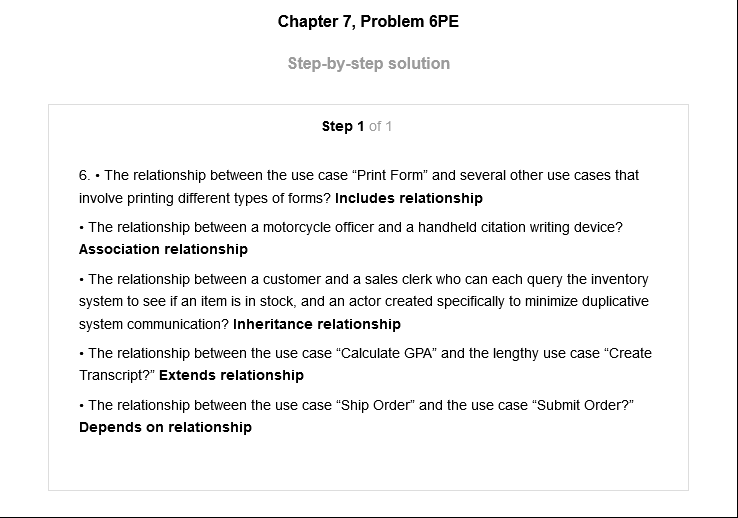 Chapter 7, Problem 6PE
Step-by-step solution
Step 1 of 1
6. • The relationship between the use case “Print Form” and several other use cases that
involve printing different types of forms? Includes relationship
• The relationship between a motorcycle officer and a handheld citation writing device?
Association relationship
• The relationship between a customer and a sales clerk who can each query the inventory
system to see if an item is in stock, and an actor created specifically to minimize duplicative
system communication? Inheritance relationship
• The relationship between the use case “Calculate GPA” and the lengthy use case “Create
Transcript?” Extends relationship
• The relationship between the use case “Ship Order” and the use case “Submit Order?”
Depends on relationship